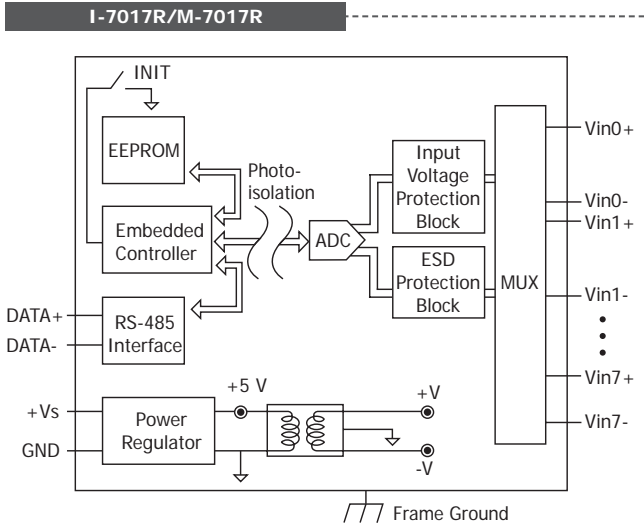 I-7017R/M-7017R
INIT
EEPROM
Photo-
isolation
Embedded
Controller
ADC
Input
Voltage
Protection
Block
ESD
Protection
Block
MUX
Vin0+
Vin0-
Vin1+
Vin1-
Vin7+
Vin7-
DATA+
DATA-
RS-485
Interface
+Vs
GND
Power
Regulator
+5 V
+V
-V
Frame Ground